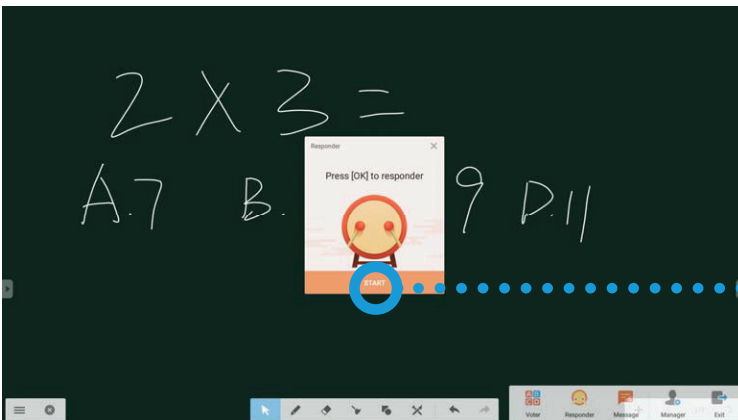 2 X 3 =
Responder
Press [OK] to responder
A.7 B. 9 D.11
START
Voter Responder Message Manager Exit